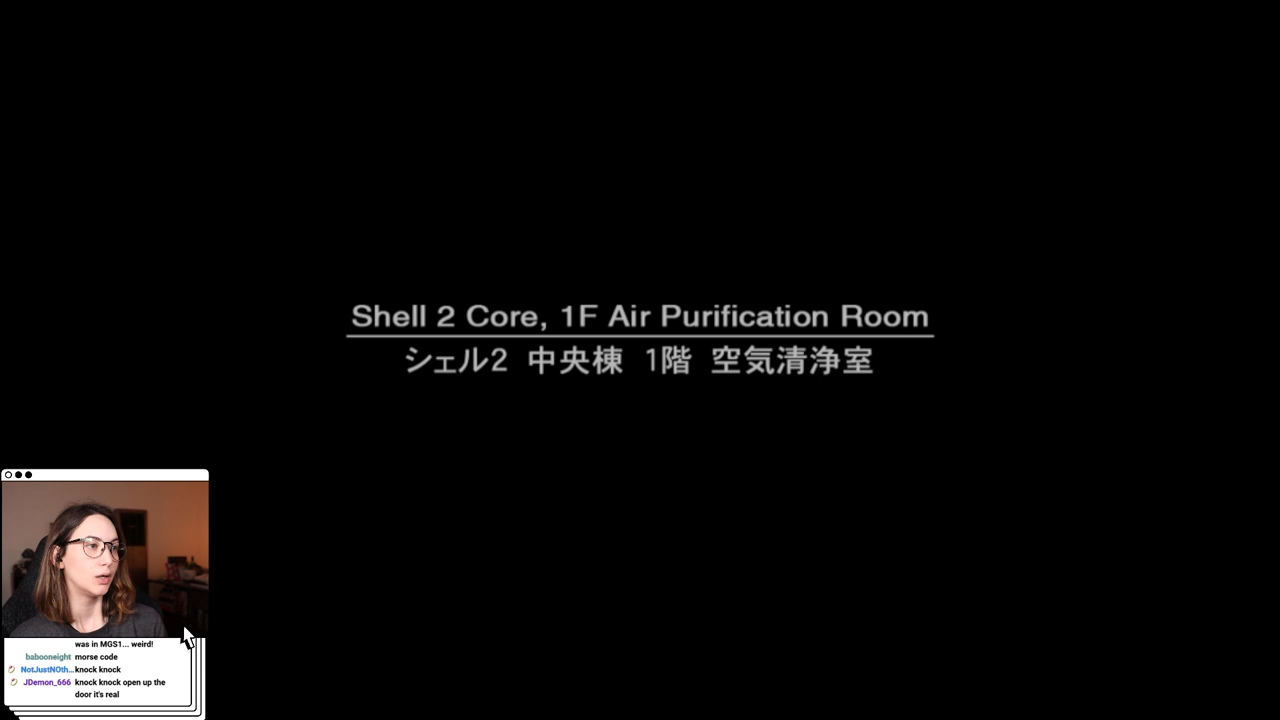 Shell 2 Core, 1F Air Purification Room
シェル2 中央棟 1階 空気清浄室
was in MGS1... weird!
babooneight morse code
NotJustNOth... knock knock
JDemon_666 knock knock open up the
door it's real